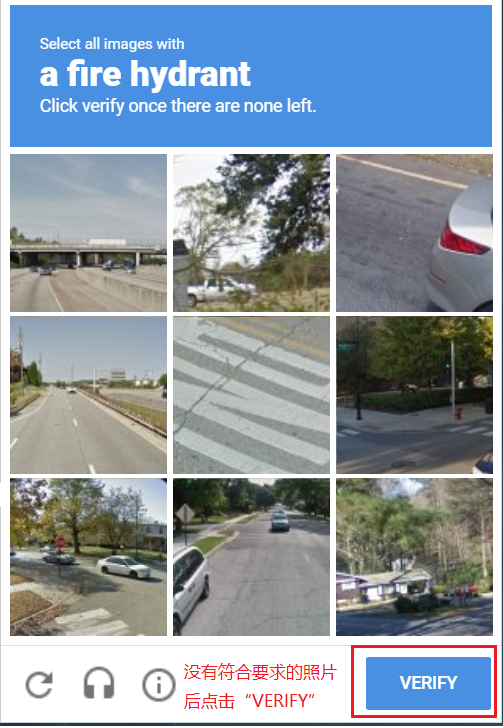 Select all images with
a fire hydrant
Click verify once there are none left.
没有符合要求的照片
后点击“VERIFY”
VERIFY